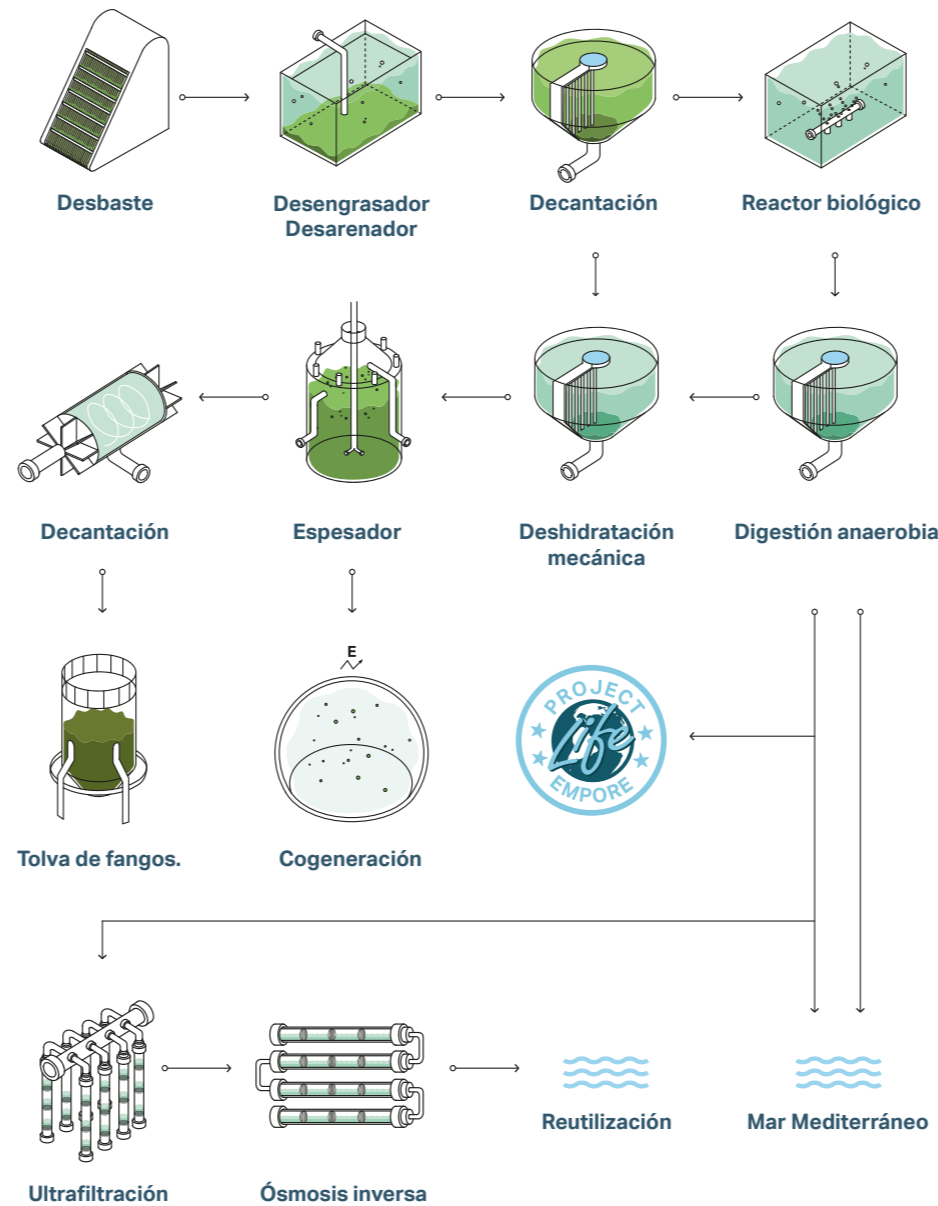 Desbaste
Desengrasador
Desarenador
Decantación
Reactor biológico
Decantación
Espesador
Deshidratación
mecánica
Digestión anaerobia
E
PROJECT
Life
EMPORE
Tolva de fangos.
Cogeneración
Ultrafiltración
Ósmosis inversa
Reutilización
Mar Mediterráneo